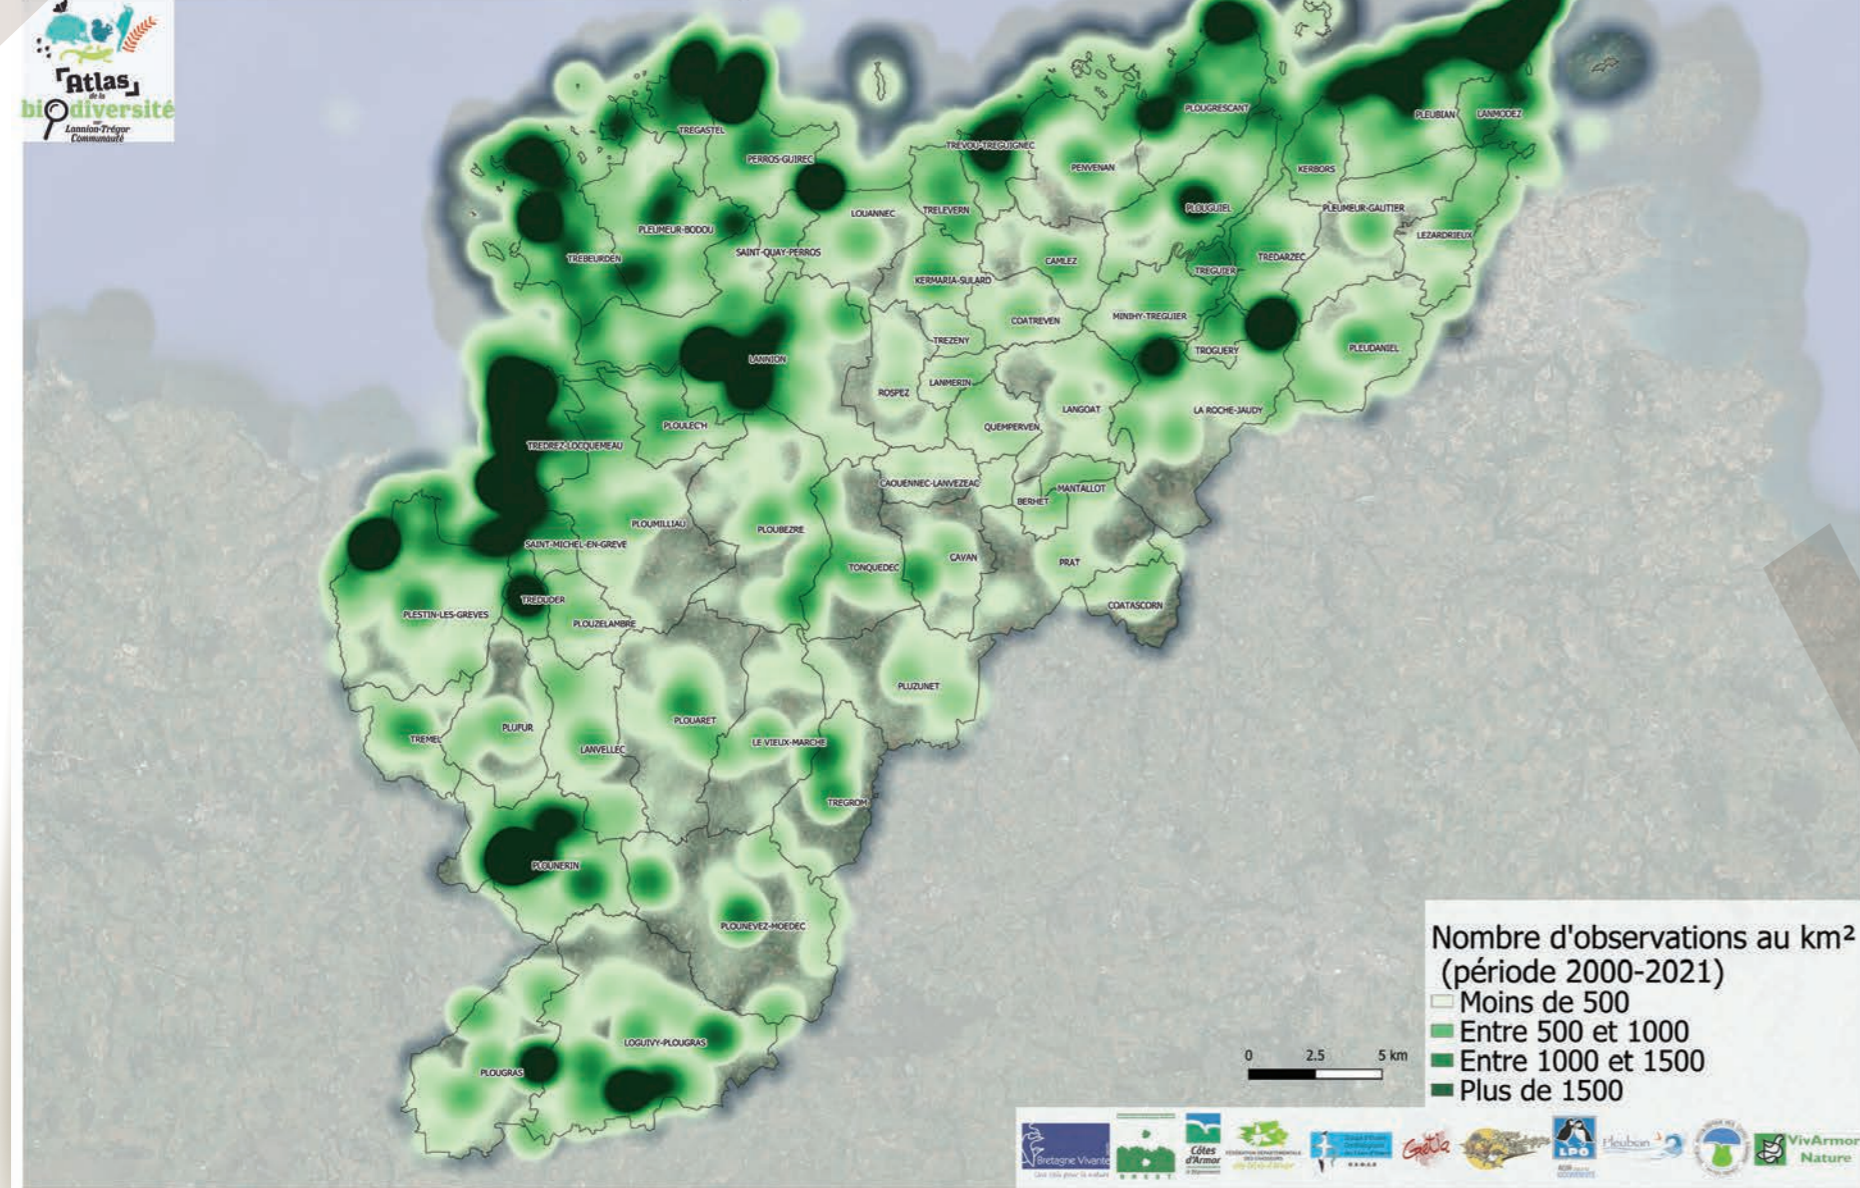 Atlas
de la
biodiversité
sur
Lannion-Trégor
Communauté
TREGASTEL
PERROS-GUIREC
TREVOU-TREGUIGNEC
PENVENAN
PLOUGRESCANT
PLEUBIAN
LANMODEZ
KERBORS
PLEUMEUR-BODOU
LOUANNEC
TRELEVERN
PLOUGUIEL
PLEUMEUR-GAUTIER
LEZARDRIEUX
TREBEURDEN
SAINT-QUAY-PERROS
KERMARIA-SULARD
CAMLEZ
TREGUIER
TREDARZEC
COATREVEN
MINIHY-TREGUIER
TREZENY
TROGUERY
PLEUDANIEL
LANNION
ROSPEZ
LANMERIN
LANGOAT
LA ROCHE-JAUDY
PLOULEC'H
QUEMPERVEN
TREDREZ-LOCQUEMEAU
CAOUENNEC-LANVEZEAC
BERHET
MANTALLOT
PLOUMILLIAU
PLOUBEZRE
SAINT-MICHEL-EN-GREVE
TONQUEDEC
CAVAN
PRAT
TREDUDER
COATASCORN
PLESTIN-LES-GREVES
PLOUZELAMBRE
PLUZUNET
PLOUARET
TREMEL
PLUFUR
LANVELLEC
LE VIEUX-MARCHE
TREGROM
PLOUNERIN
PLOUNEVEZ-MOEDEC
LOGUIVY-PLOUGRAS
PLOUGRAS
Nombre d'observations au km²
(période 2000-2021)
Moins de 500
Entre 500 et 1000
Entre 1000 et 1500
Plus de 1500
0 2.5 5 km
Bretagne Vivante
Côtes
d'Armor
LPO
VivArmor
Nature